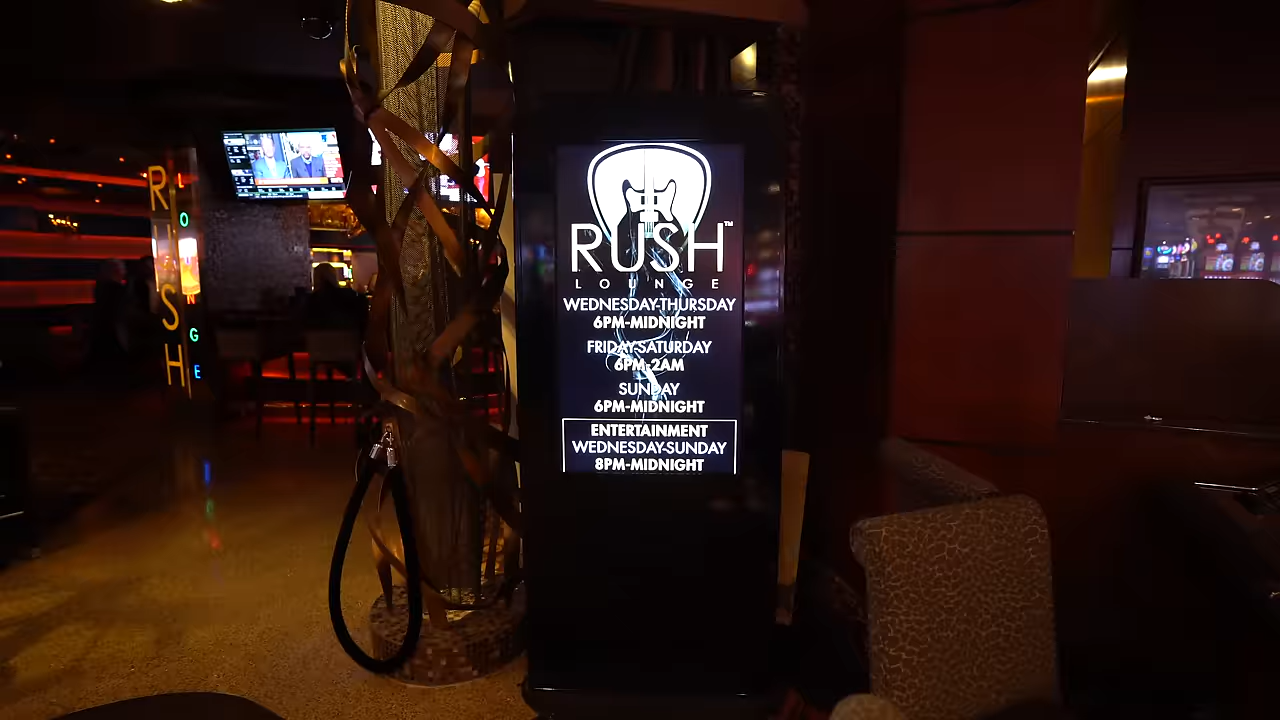 RUSH
LOUNGE
RUSH™
LOUNGE
WEDNESDAY-THURSDAY
6PM-MIDNIGHT
FRIDAY-SATURDAY
6PM-2AM
SUNDAY
6PM-MIDNIGHT
ENTERTAINMENT
WEDNESDAY-SUNDAY
8PM-MIDNIGHT